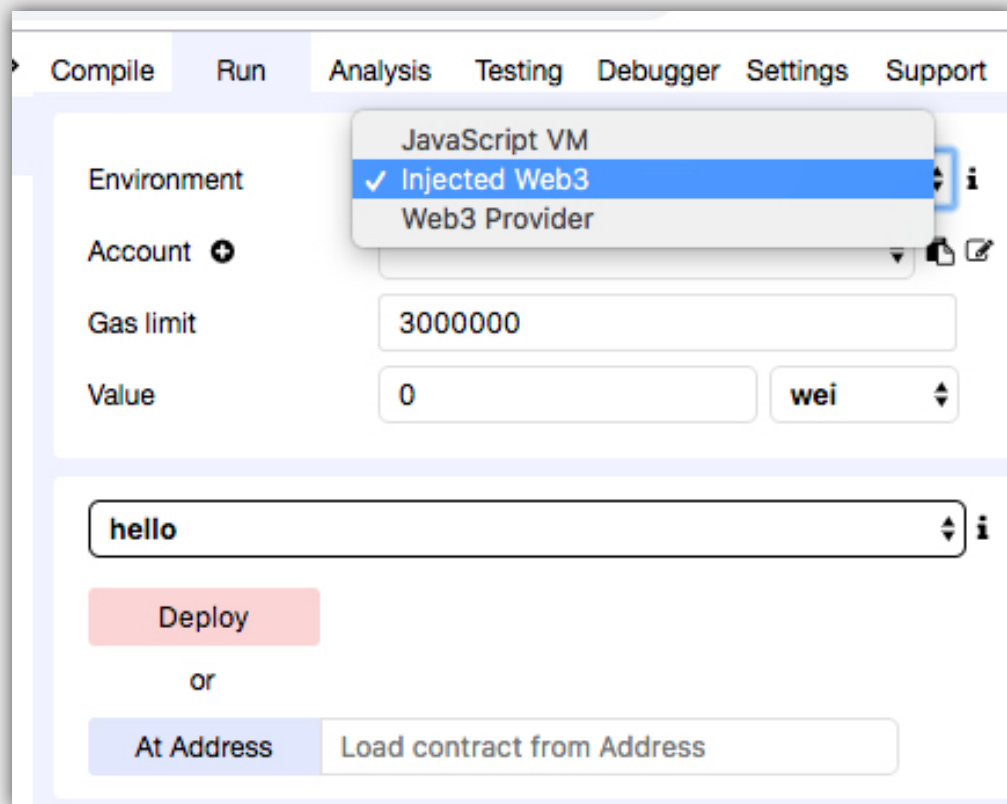 Compile Run Analysis Testing Debugger Settings Support
JavaScript VM
Environment ✓ Injected Web3 i
Web3 Provider
Account
Gas limit 3000000
Value 0 wei
hello i
Deploy
or
At Address Load contract from Address